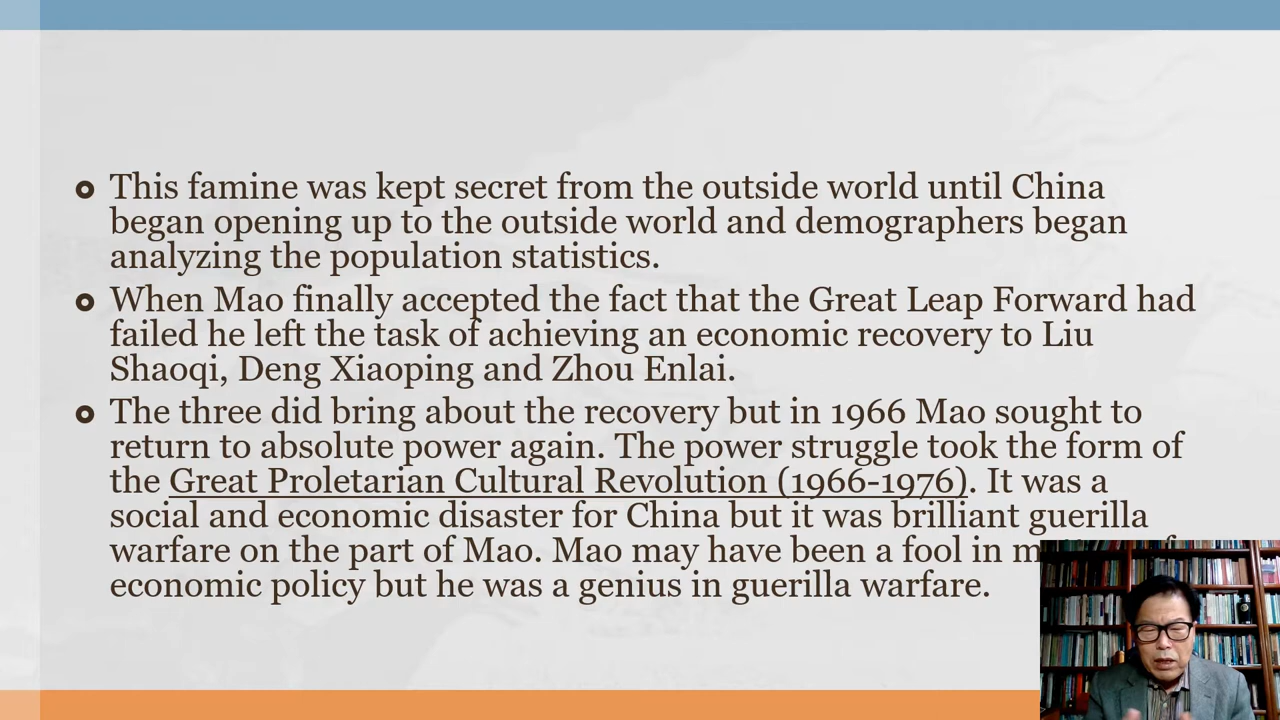 This famine was kept secret from the outside world until China
began opening up to the outside world and demographers began
analyzing the population statistics.
When Mao finally accepted the fact that the Great Leap Forward had
failed he left the task of achieving an economic recovery to Liu
Shaoqi, Deng Xiaoping and Zhou Enlai.
The three did bring about the recovery but in 1966 Mao sought to
return to absolute power again. The power struggle took the form of
the Great Proletarian Cultural Revolution (1966-1976). It was a
social and economic disaster for China but it was brilliant guerilla
warfare on the part of Mao. Mao may have been a fool in
economic policy but he was a genius in guerilla warfare.